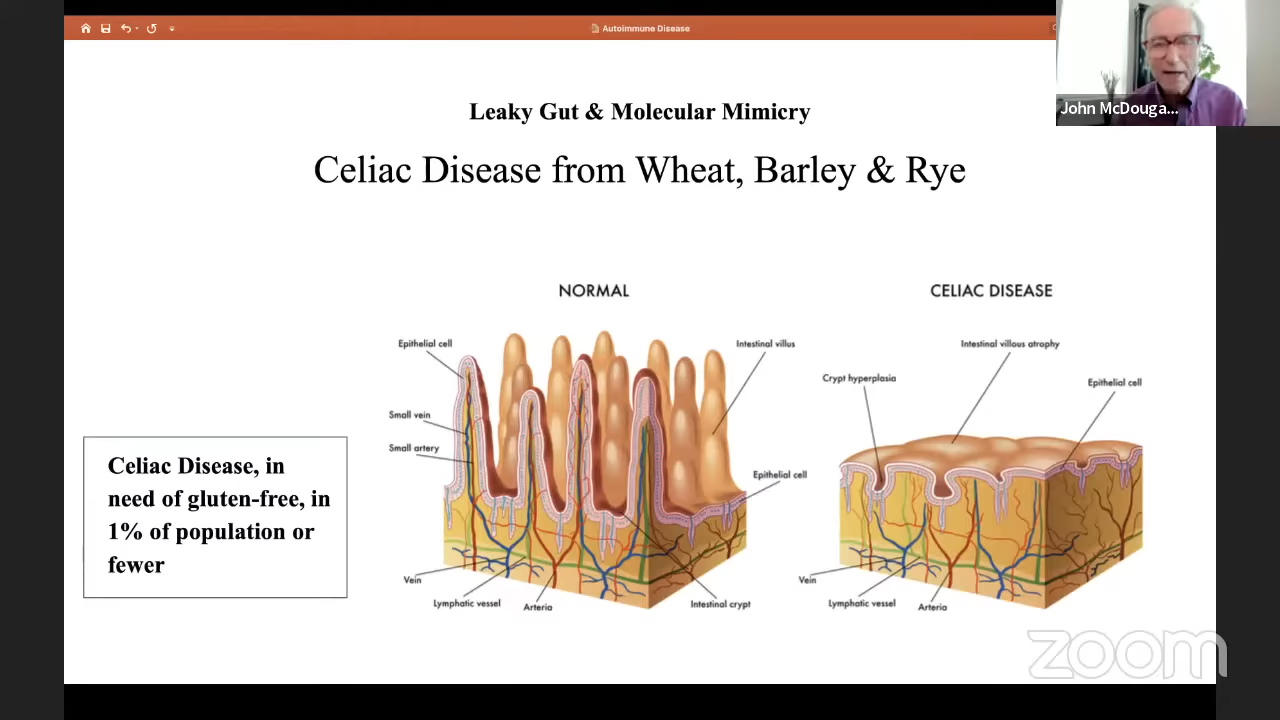 Autoimmune Disease
John McDouga...
Leaky Gut & Molecular Mimicry
Celiac Disease from Wheat, Barley & Rye
NORMAL
CELIAC DISEASE
Epithelial cell
Intestinal villus
Intestinal villous atrophy
Crypt hyperplasia
Epithelial cell
Small vein
Small artery
Epithelial cell
Celiac Disease, in
need of gluten-free, in
1% of population or
fewer
Vein
Lymphatic vessel
Arteria
Intestinal crypt
Vein
Lymphatic vessel
Arteria
zoom